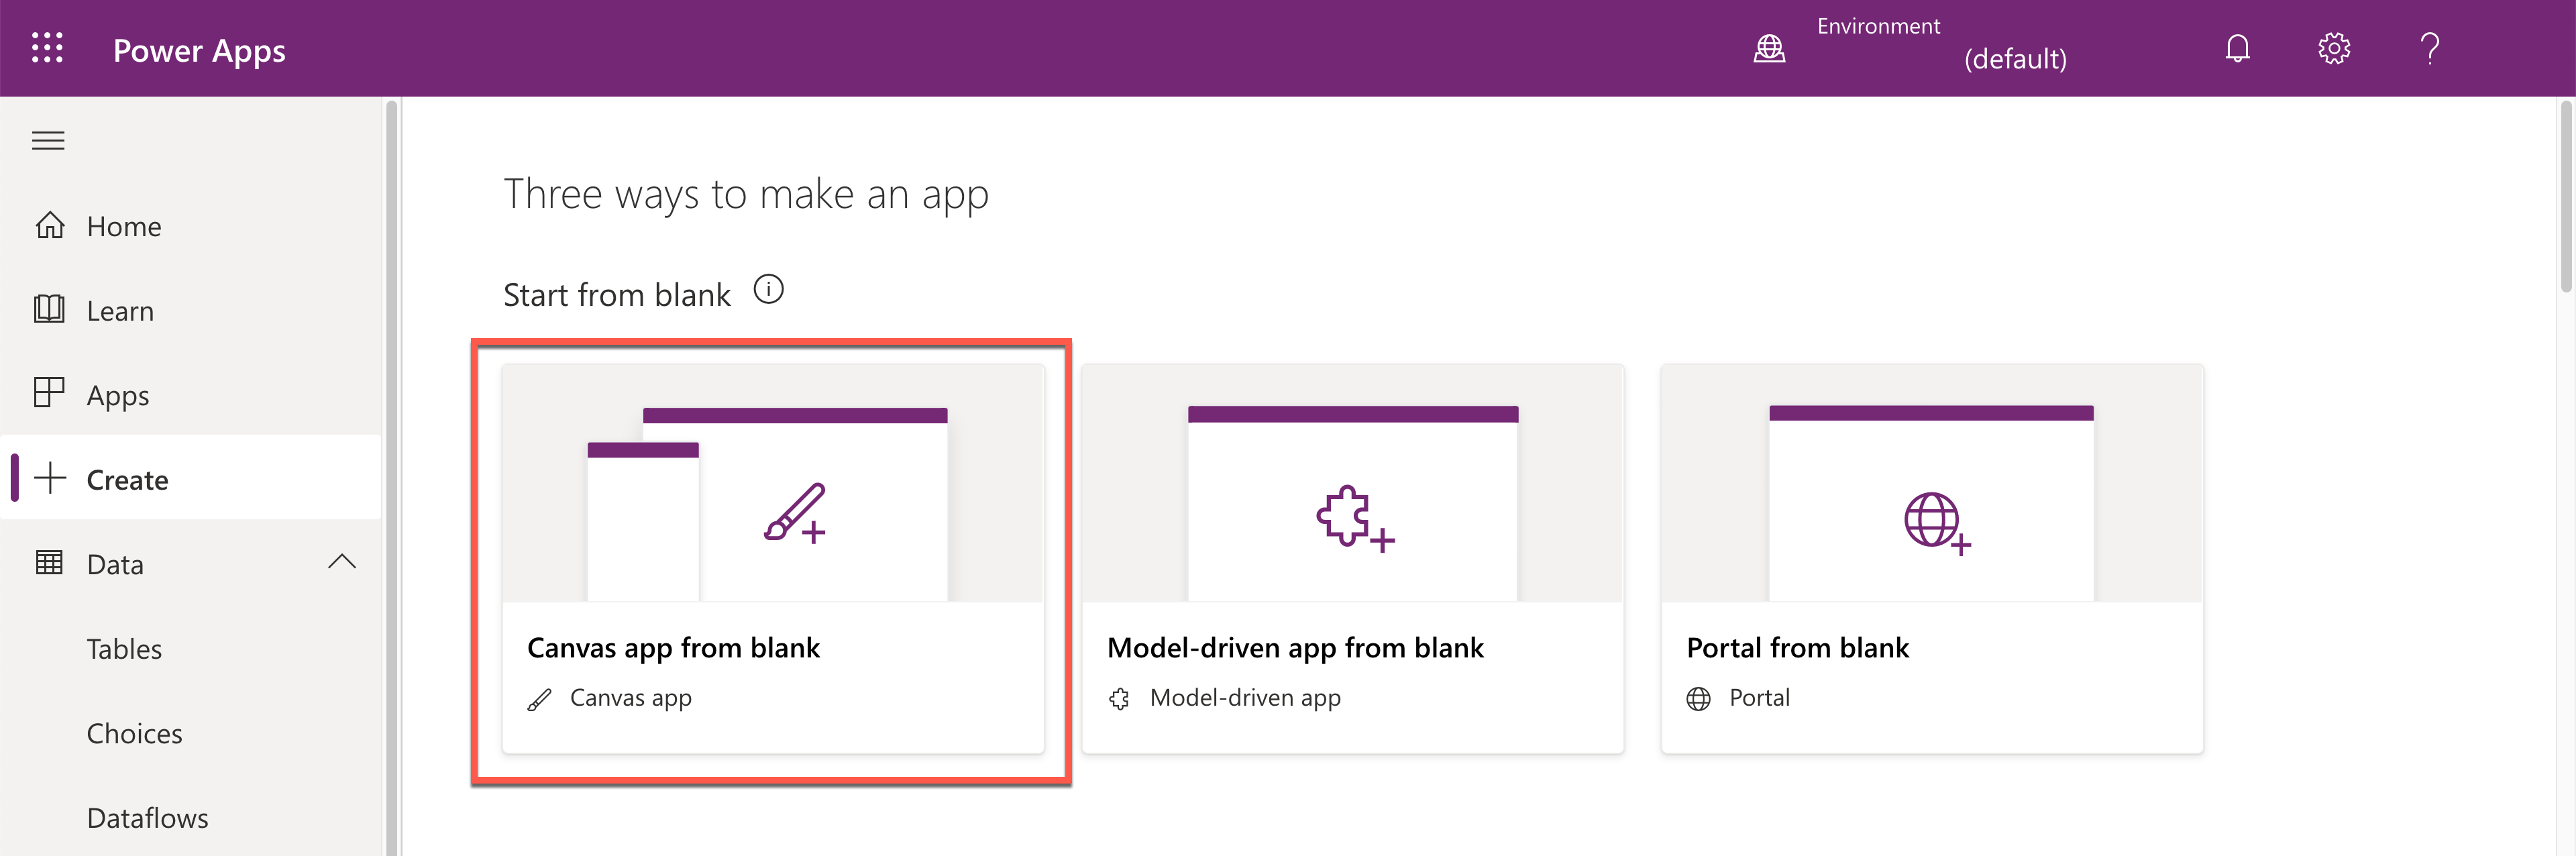 Power Apps
Environment
(default)
Home
Learn
Apps
Create
Data
Tables
Choices
Dataflows
Three ways to make an app
Start from blank
Canvas app from blank
Canvas app
Model-driven app from blank
Model-driven app
Portal from blank
Portal